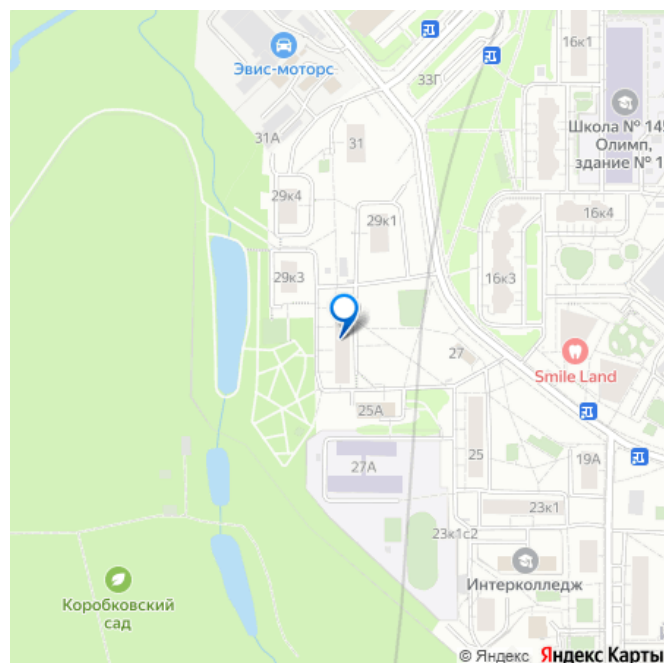 16к1
Эвис-моторс
33Г
Школа № 145
Олимп,
здание № 1
31А
31
29к4
29к1
16к4
29к3
16к3
27
Smile Land
25А
25
27А
19А
23к1
23к1с2
Интерколледж
Коробковский
сад
© Яндекс Яндекс Карты